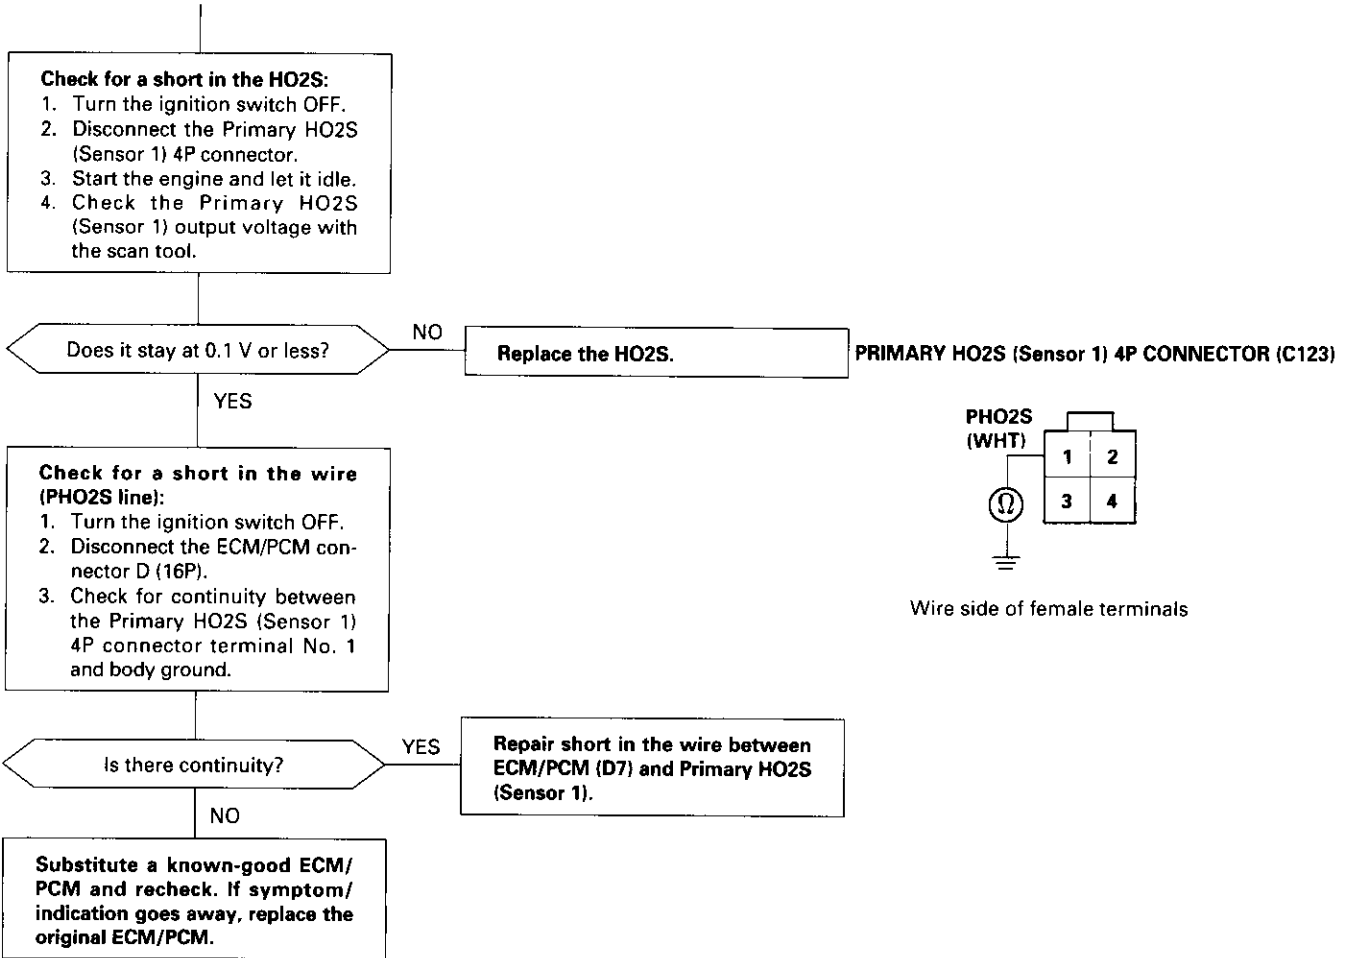 Check for a short in the HO2S:
1. Turn the ignition switch OFF.
2. Disconnect the Primary HO2S
(Sensor 1) 4P connector.
3. Start the engine and let it idle.
4. Check the Primary HO2S
(Sensor 1) output voltage with
the scan tool.
Does it stay at 0.1 V or less?
NO
Replace the HO2S.
YES
PRIMARY HO2S (Sensor 1) 4P CONNECTOR (C123)
PHO2S
(WHT)
1 2
3 4
Ω
Wire side of female terminals
Check for a short in the wire
(PHO2S line):
1. Turn the ignition switch OFF.
2. Disconnect the ECM/PCM con-
nector D (16P).
3. Check for continuity between
the Primary HO2S (Sensor 1)
4P connector terminal No. 1
and body ground.
Is there continuity?
YES
Repair short in the wire between
ECM/PCM (D7) and Primary HO2S
(Sensor 1).
NO
Substitute a known-good ECM/
PCM and recheck. If symptom/
indication goes away, replace the
original ECM/PCM.